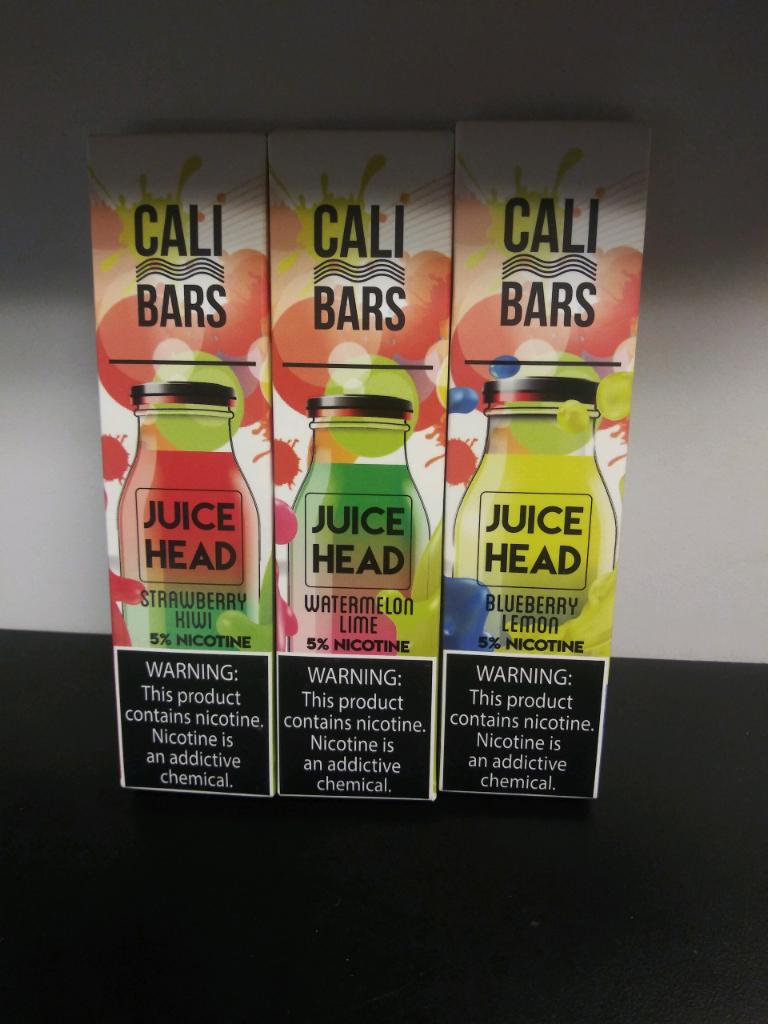 CALI
BARS
JUICE
HEAD
STRAWBERRY
KIWI
5% NICOTINE
WARNING:
This product
contains nicotine.
Nicotine is
an addictive
chemical.
CALI
BARS
JUICE
HEAD
WATERMELON
LIME
5% NICOTINE
WARNING:
This product
contains nicotine.
Nicotine is
an addictive
chemical.
CALI
BARS
JUICE
HEAD
BLUEBERRY
LEMON
5% NICOTINE
WARNING:
This product
contains nicotine.
Nicotine is
an addictive
chemical.